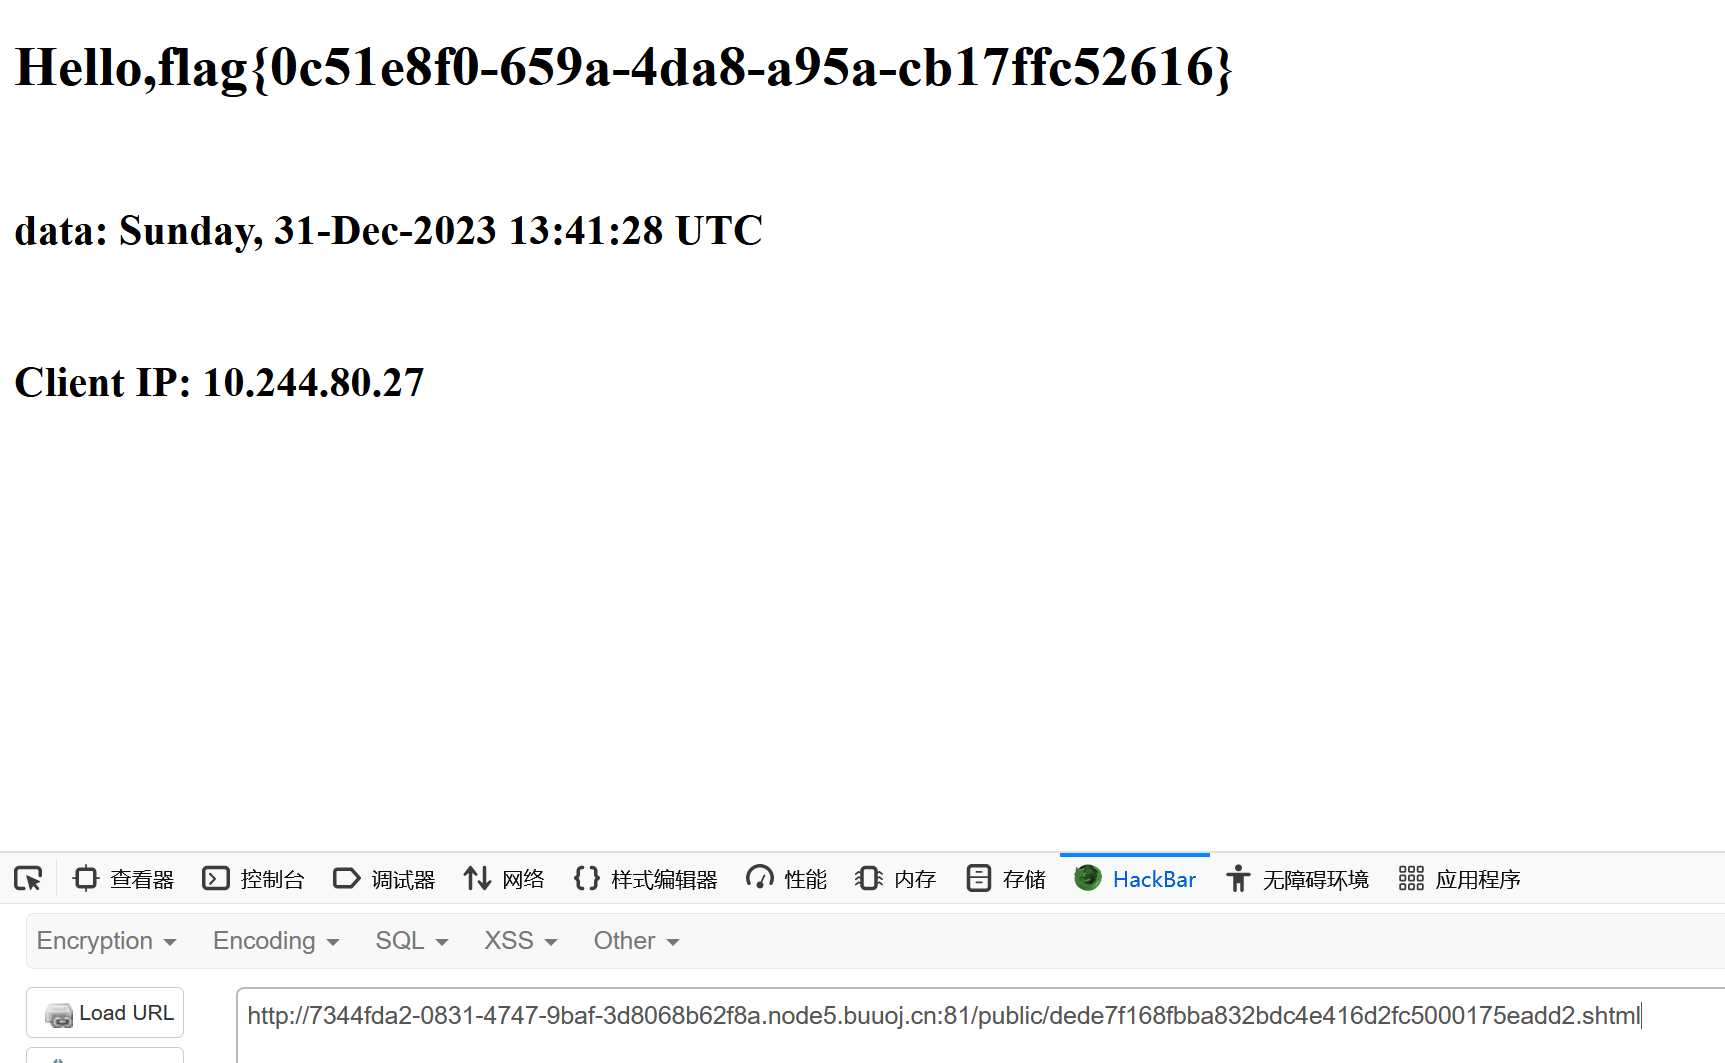 Hello,flag{0c51e8f0-659a-4da8-a95a-cb17ffc52616}
data: Sunday, 31-Dec-2023 13:41:28 UTC
Client IP: 10.244.80.27
查看器 控制台 调试器 网络 样式编辑器 性能 内存 存储 HackBar 无障碍环境 应用程序
Encryption Encoding SQL XSS Other
Load URL http://7344fda2-0831-4747-9baf-3d8068b62f8a.node5.buuoj.cn:81/public/dede7f168fbba832bdc4e416d2fc5000175eadd2.shtml